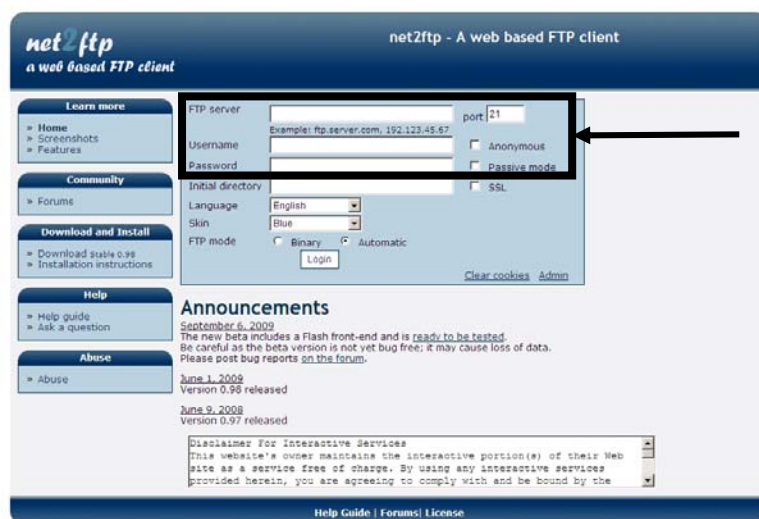 net2ftp
a web based FTP client
net2ftp - A web based FTP client
Learn more
» Home
» Screenshots
» Features
Community
» Forums
Download and Install
» Download stable 0.98
» Installation instructions
Help
» Help guide
» Ask a question
Abuse
» Abuse
FTP server port 21
Example: ftp.server.com, 192.123.45.67
Username Anonymous
Password Passive mode
Initial directory SSL
Language English
Skin Blue
FTP mode Binary Automatic
Login
Clear cookies Admin
Announcements
September 6, 2009
The new beta includes a Flash front-end and is ready to be tested.
Be careful as the beta version is not yet bug free; it may cause loss of data.
Please post bug reports on the forum.
June 1, 2009
Version 0.98 released
June 9, 2008
Version 0.97 released
Disclaimer For Interactive Services
This website's owner maintains the interactive portion(s) of their Web
site as a service free of charge. By using any interactive services
provided herein, you are agreeing to comply with and be bound by the
Help Guide | Forums| License